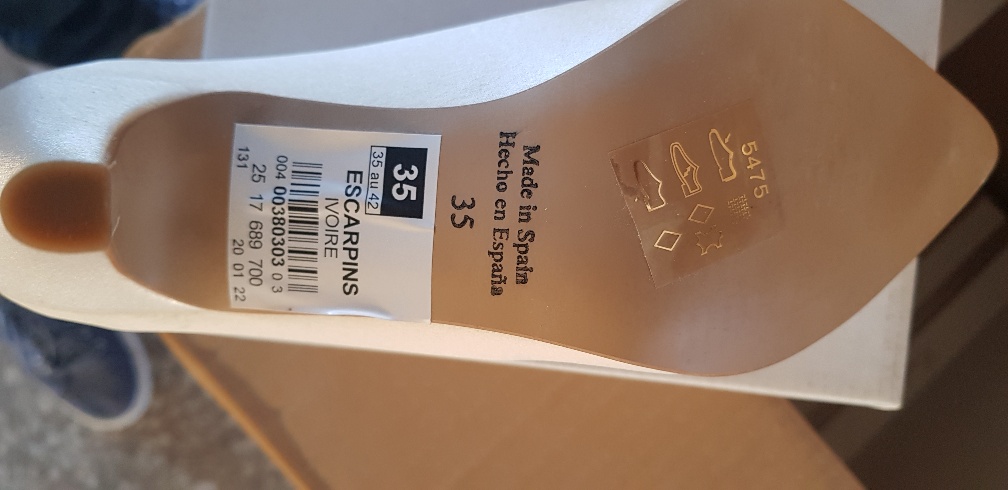 5475
Made in Spain
Hecho en España
35
35
35 au 42
ESCARPINS
IVOIRE
004 00380303 0 3
25 17 689 700
131
20 01 22